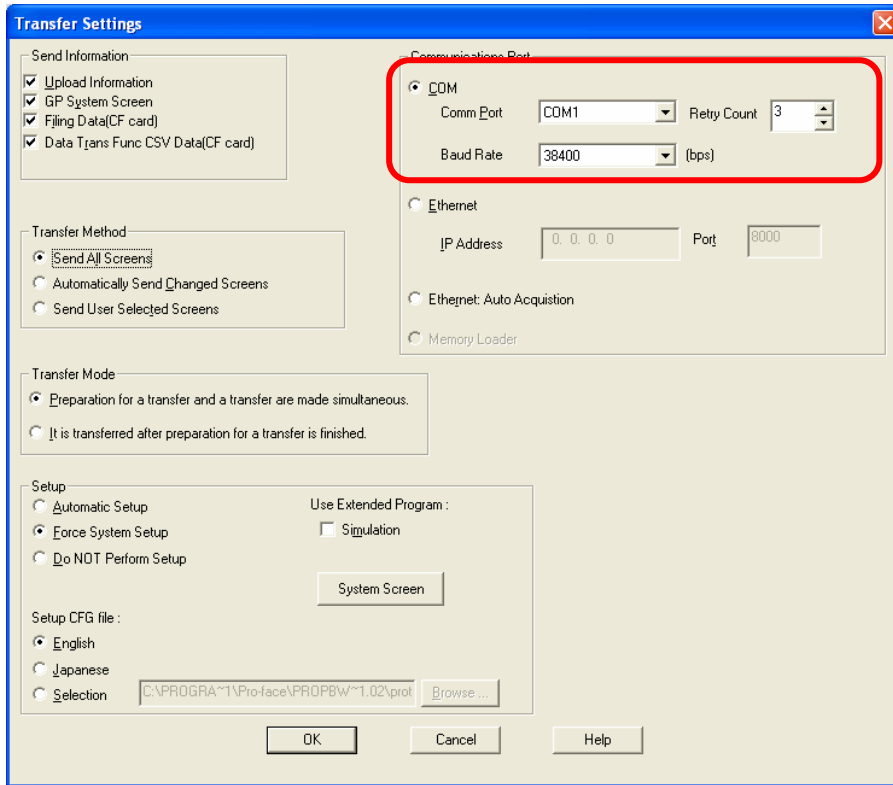 Transfer Settings
Send Information
Upload Information
GP System Screen
Filing Data(CF card)
Data Trans Func CSV Data(CF card)
Communications Port
COM
Comm Port COM1 Retry Count 3
Baud Rate 38400 (bps)
Ethernet
IP Address 0. 0. 0. 0 Port 8000
Ethernet: Auto Acquistion
Memory Loader
Transfer Method
Send All Screens
Automatically Send Changed Screens
Send User Selected Screens
Transfer Mode
Preparation for a transfer and a transfer are made simultaneous.
It is transferred after preparation for a transfer is finished.
Setup
Automatic Setup
Force System Setup
Do NOT Perform Setup
Use Extended Program :
Simulation
System Screen
Setup CFG file :
English
Japanese
Selection C:\PROGRA~1\Pro-face\PROPBW~1.02\prot Browse ...
OK Cancel Help